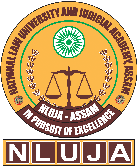 NATIONAL LAW UNIVERSITY AND JUDICIAL ACADEMY, ASSAM
NLUJA - ASSAM
IN PURSUIT OF EXCELLENCE
NLUJA